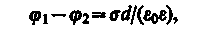 φ₁ − φ₂ = σd/(ε₀ε),